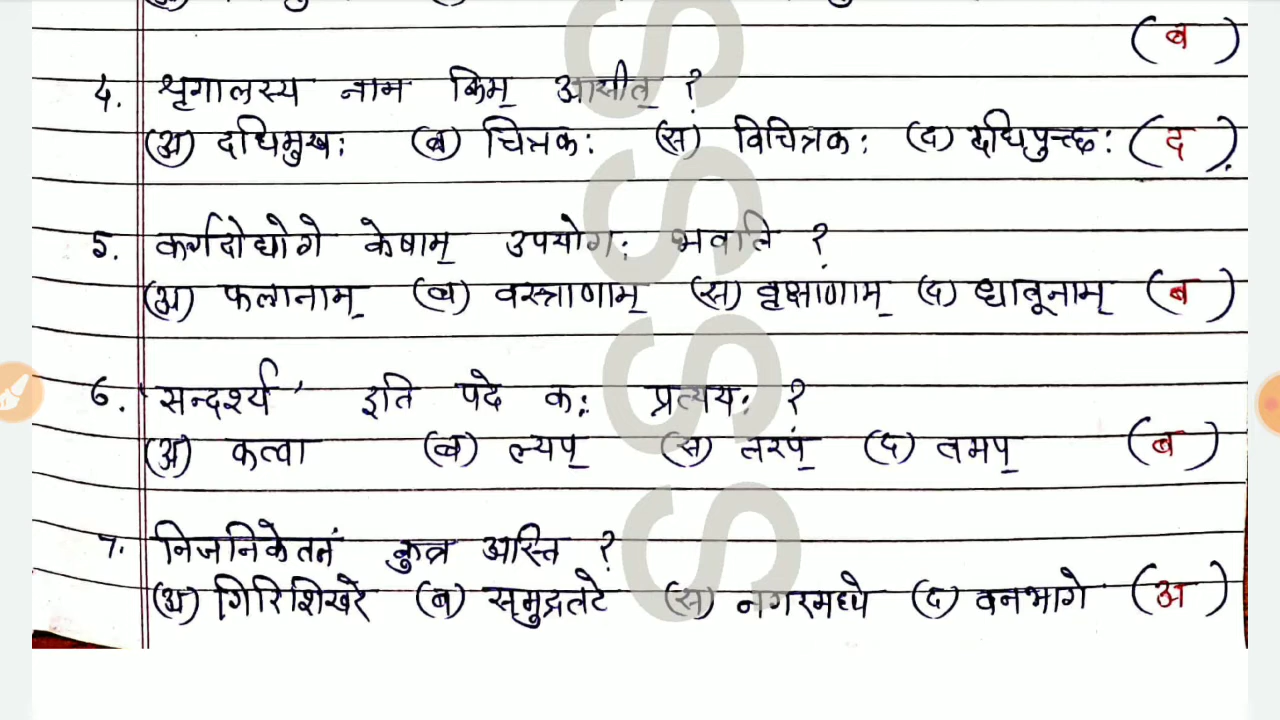 (ब)
4. श्रृगालस्य नाम किम् आसीत् ?
(अ) दधिमुखः (ब) चित्रकः (स) विचित्रकः (द) दधिपुच्छः (द)
5. कर्गदोद्योगे केषाम् उपयोगः भवति ?
(अ) फलानाम् (ब) वस्त्राणाम् (स) वृक्षाणाम् (द) धातूनाम् (ब)
6. 'सन्दर्श्य' इति पदे कः प्रत्ययः ?
(अ) कत्वा (ब) ल्यप् (स) तरप् (द) तमप् (ब)
7. निजनिकेतनं कुत्र अस्ति ?
(अ) गिरिशिखरे (ब) समुद्रतटे (स) नगरमध्ये (द) वनभागे (अ)